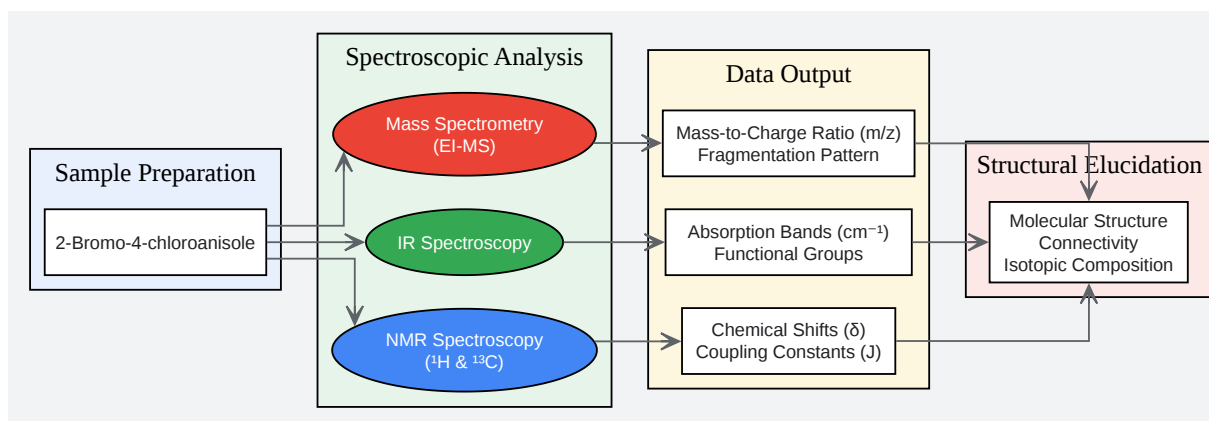 Sample Preparation
2-Bromo-4-chloroanisole
Spectroscopic Analysis
Mass Spectrometry
(EI-MS)
IR Spectroscopy
NMR Spectroscopy
(¹H & ¹³C)
Data Output
Mass-to-Charge Ratio (m/z)
Fragmentation Pattern
Absorption Bands (cm⁻¹)
Functional Groups
Chemical Shifts (δ)
Coupling Constants (J)
Structural Elucidation
Molecular Structure
Connectivity
Isotopic Composition